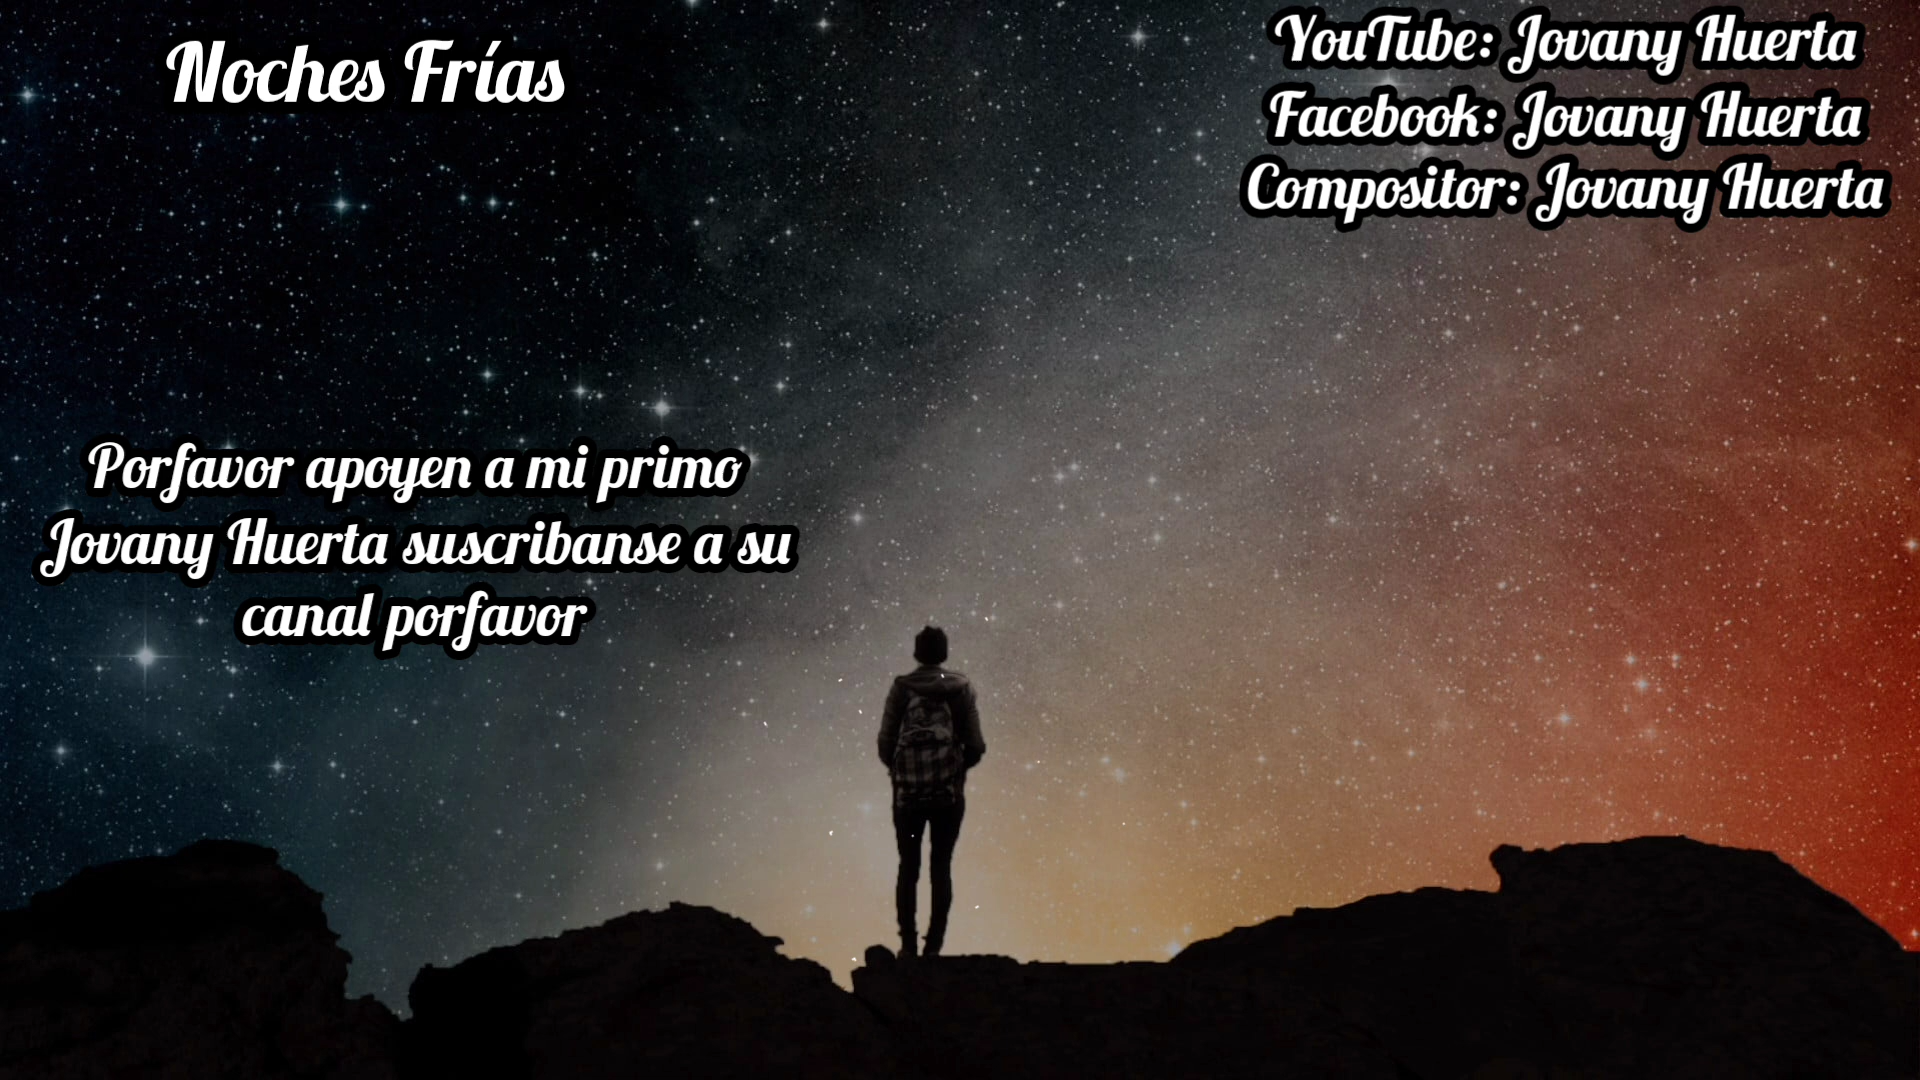 Noches Frías
YouTube: Jovany Huerta
Facebook: Jovany Huerta
Compositor: Jovany Huerta
Porfavor apoyen a mi primo
Jovany Huerta suscribanse a su
canal porfavor